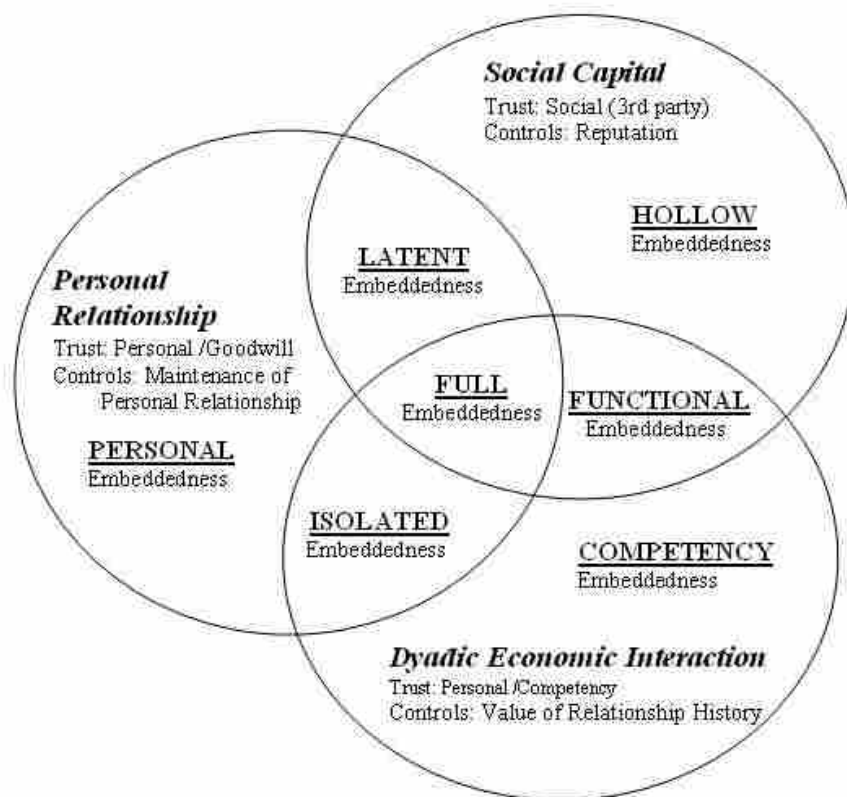 Social Capital
Trust: Social (3rd party)
Controls: Reputation
HOLLOW
Embeddedness
LATENT
Embeddedness
Personal
Relationship
Trust: Personal /Goodwill
Controls: Maintenance of
Personal Relationship
PERSONAL
Embeddedness
FULL
Embeddedness
FUNCTIONAL
Embeddedness
ISOLATED
Embeddedness
COMPETENCY
Embeddedness
Dyadic Economic Interaction
Trust: Personal /Competency
Controls: Value of Relationship History